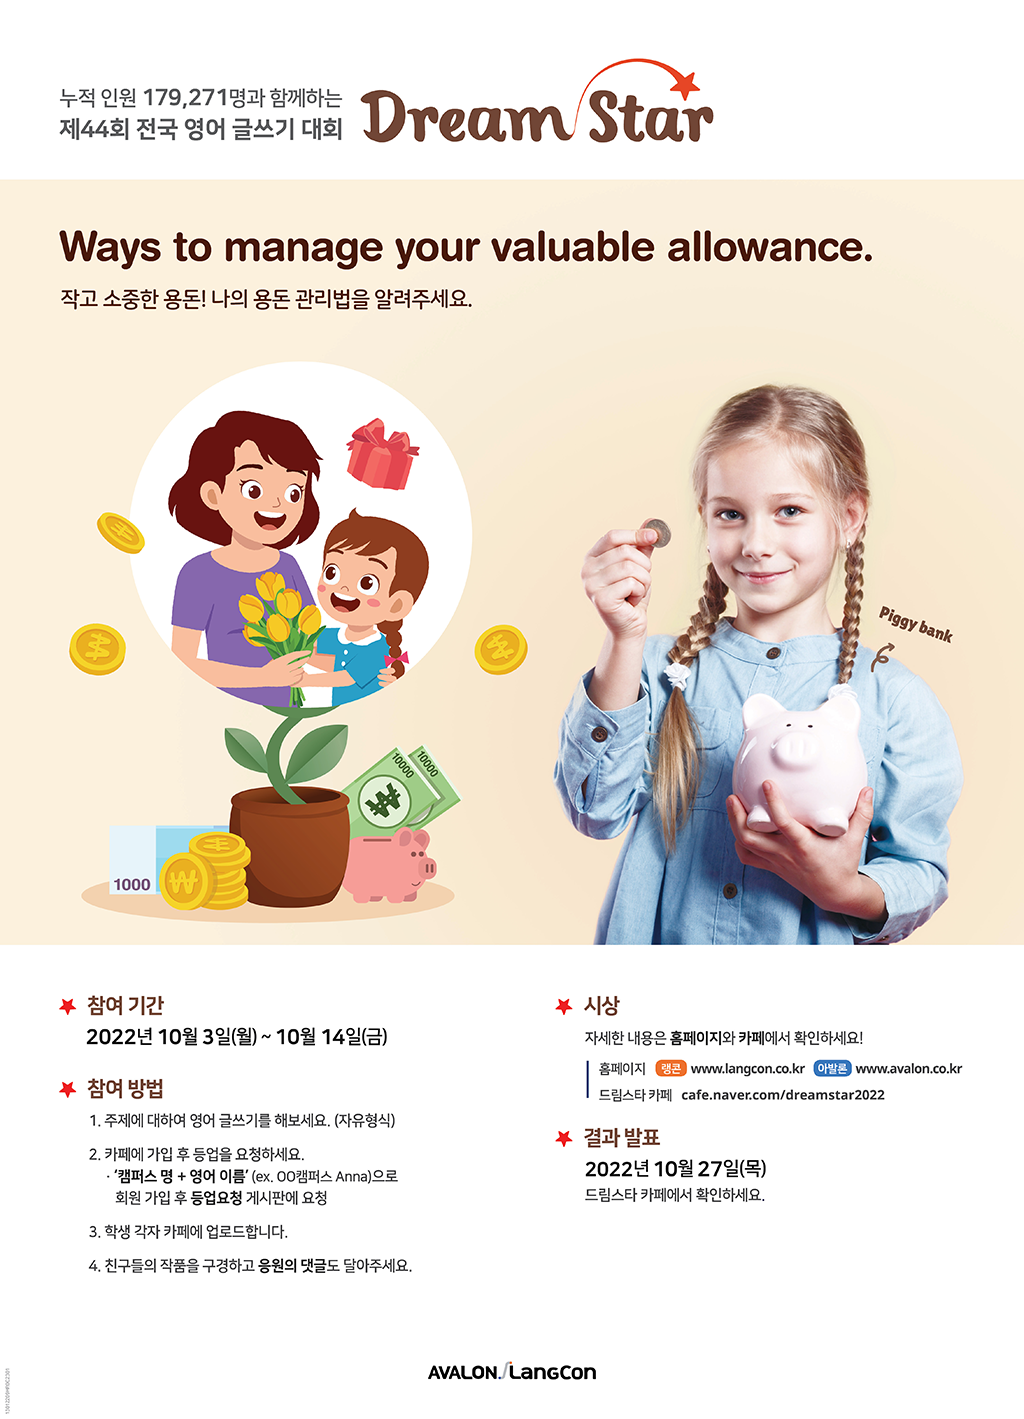 누적 인원 179,271명과 함께하는
제44회 전국 영어 글쓰기 대회
Dream Star
Ways to manage your valuable allowance.
작고 소중한 용돈! 나의 용돈 관리법을 알려주세요.
Piggy bank
10000
10000
₩
1000
₩
참여 기간
2022년 10월 3일(월) ~ 10월 14일(금)
참여 방법
1. 주제에 대하여 영어 글쓰기를 해보세요. (자유형식)
2. 카페에 가입 후 등업을 요청하세요.
· ‘캠퍼스 명 + 영어 이름’ (ex. OO캠퍼스 Anna)으로
회원 가입 후 등업요청 게시판에 요청
3. 학생 각자 카페에 업로드합니다.
4. 친구들의 작품을 구경하고 응원의 댓글도 달아주세요.
시상
자세한 내용은 홈페이지와 카페에서 확인하세요!
홈페이지 랭콘 www.langcon.co.kr 아발론 www.avalon.co.kr
드림스타 카페 cafe.naver.com/dreamstar2022
결과 발표
2022년 10월 27일(목)
드림스타 카페에서 확인하세요.
AVALON LangCon